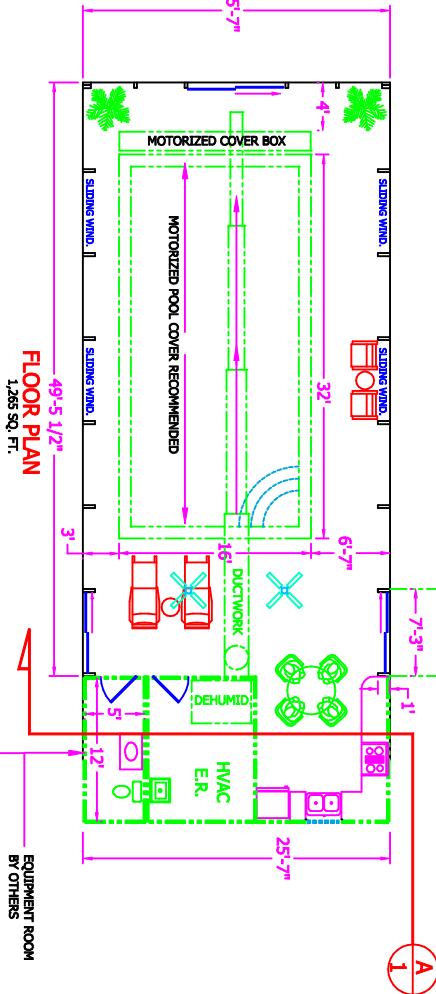 5'-7"
4'
MOTORIZED COVER BOX
SLIDING WIND.
SLIDING WIND.
MOTORIZED POOL COVER RECOMMENDED
32'
SLIDING WIND.
SLIDING WIND.
49'-5 1/2"
FLOOR PLAN
1,265 SQ. FT.
3'
16'
6'-7"
DUCTWORK
7'-3"
1'
5'
12'
DEHUMID
HVAC
E.R.
25'-7"
EQUIPMENT ROOM
BY OTHERS
A
1